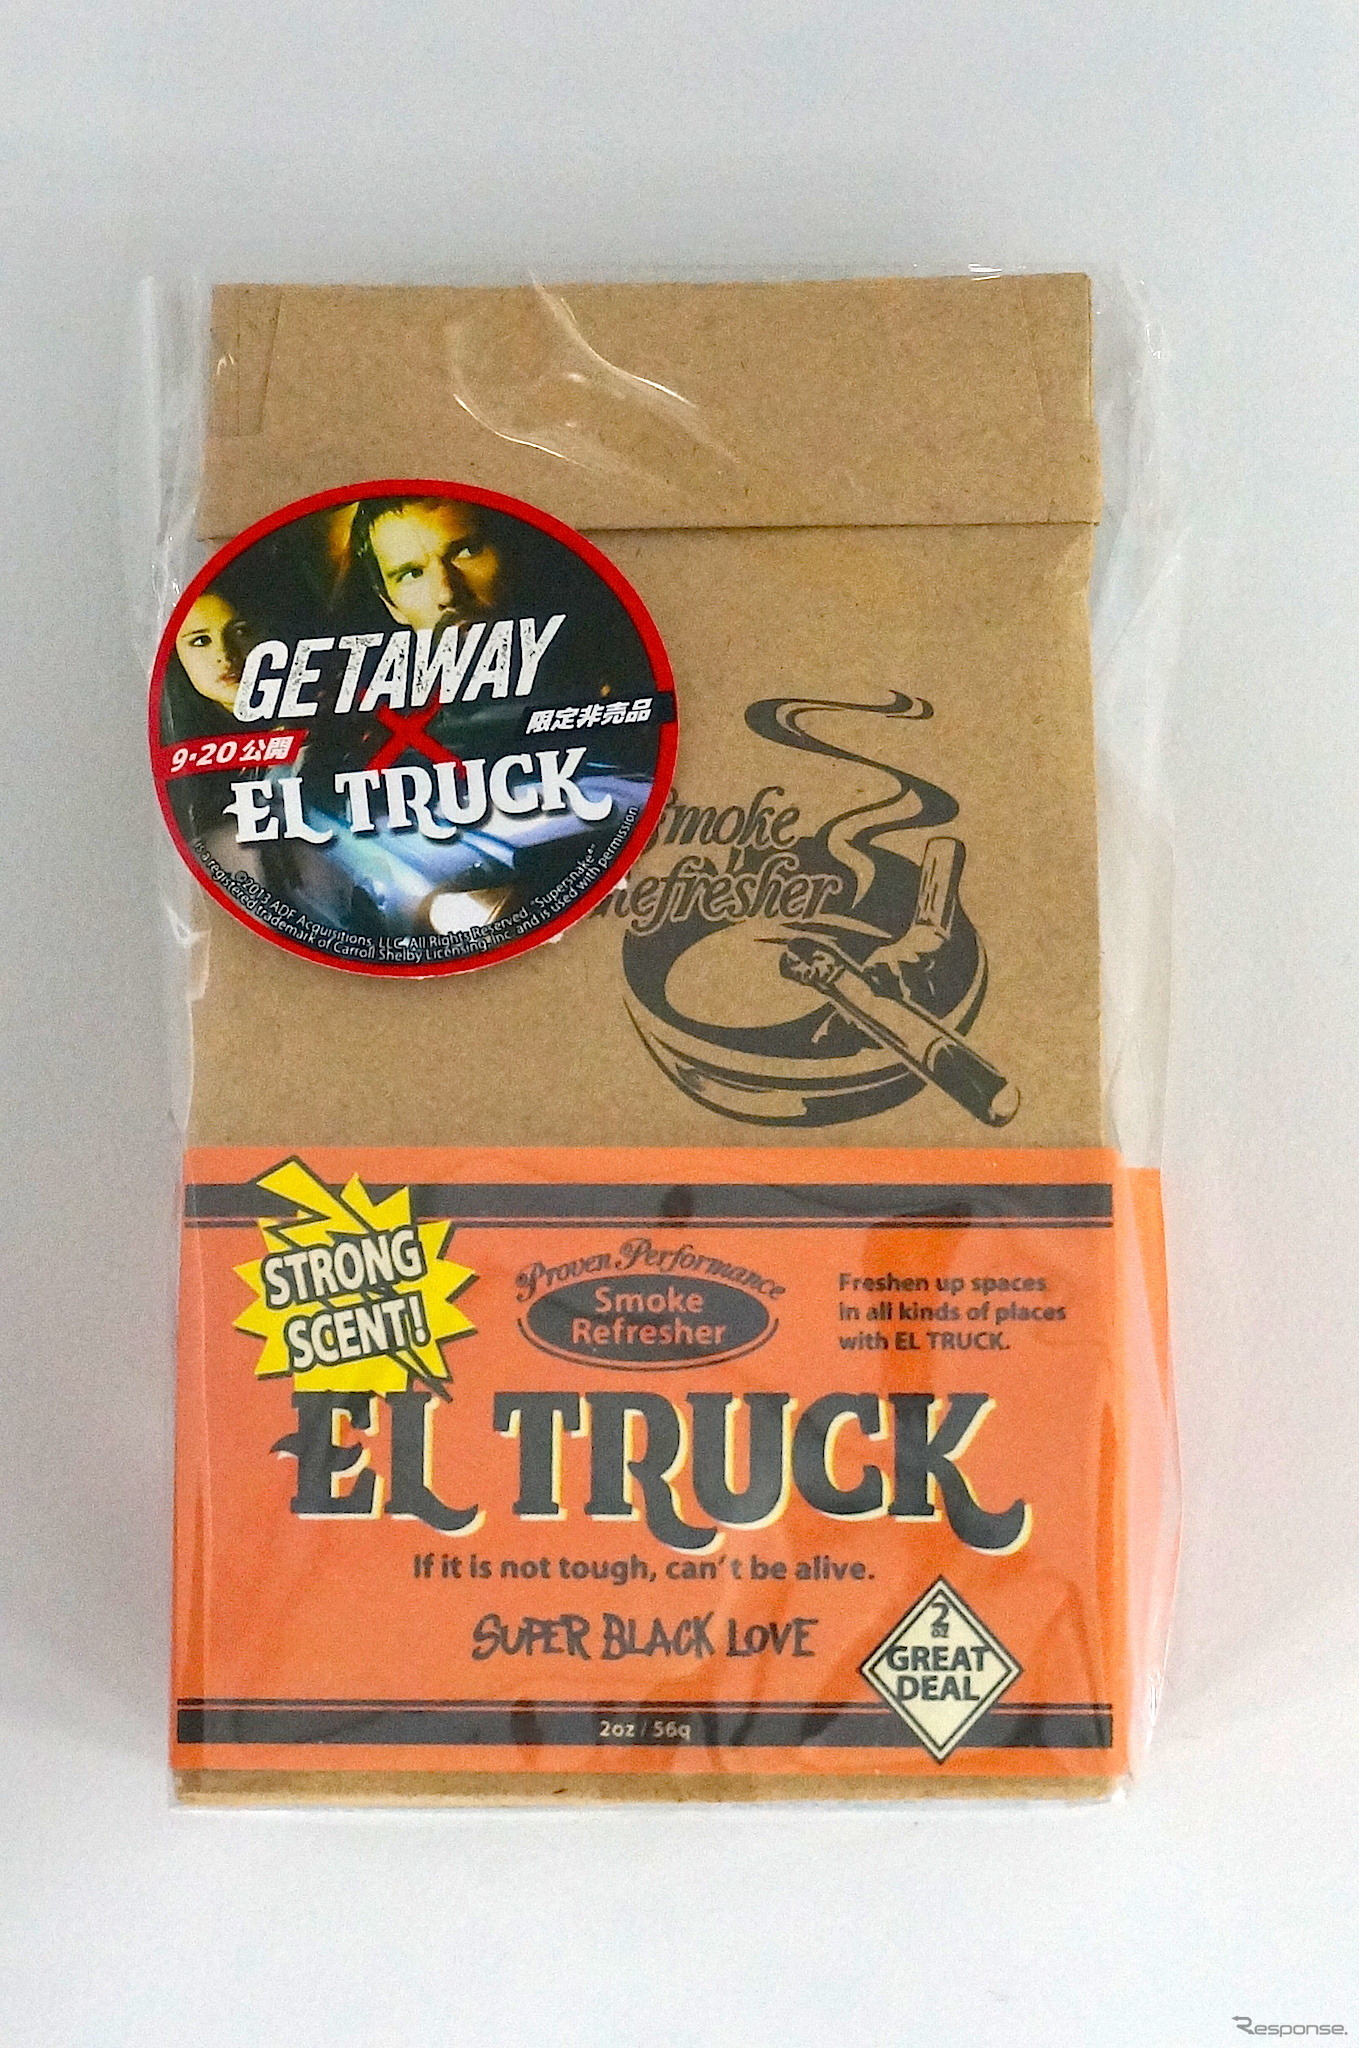 GETAWAY
×
限定非売品
9・20 公開
EL TRUCK
©2013 ADF Acquisitions, LLC. All Rights Reserved. "Supersnake®"
is a registered trademark of Carroll Shelby Licensing, Inc. and is used with permission
Smoke
Refresher
STRONG
SCENT!
Proven Performance
Smoke
Refresher
Freshen up spaces
in all kinds of places
with EL TRUCK.
EL TRUCK
If it is not tough, can't be alive.
SUPER BLACK LOVE
2
oz
GREAT
DEAL
2oz / 56g
Response.